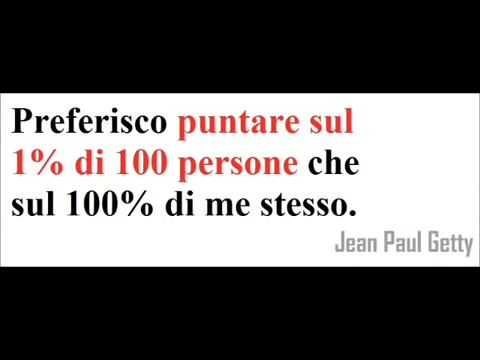 Preferisco puntare sul
1% di 100 persone che
sul 100% di me stesso.
Jean Paul Getty